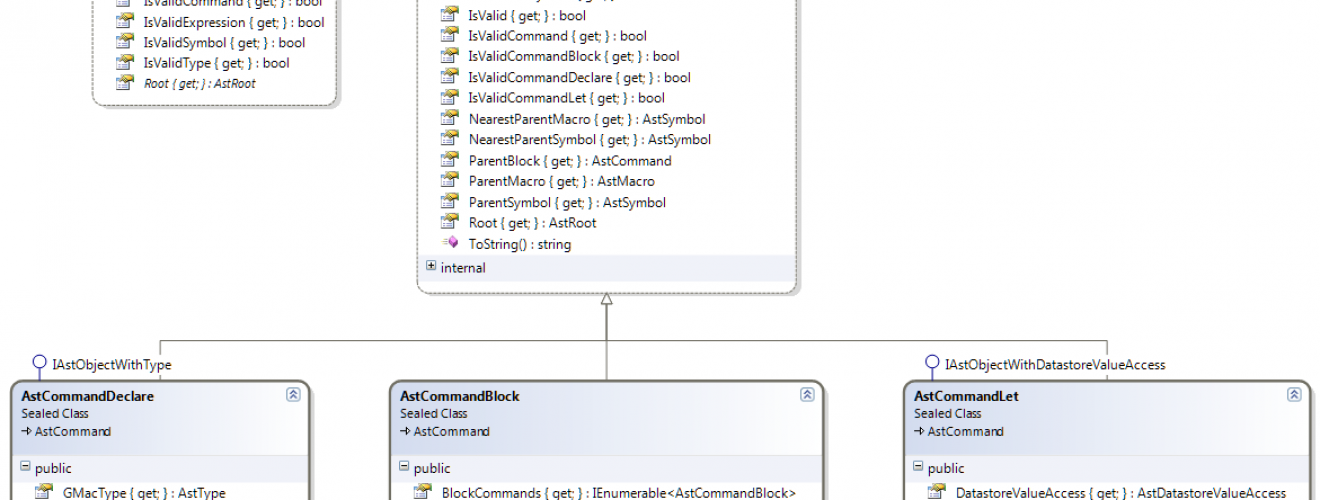 IsValidCommand { get; } : bool
IsValidExpression { get; } : bool
IsValidSymbol { get; } : bool
IsValidType { get; } : bool
Root { get; } : AstRoot
IsValid { get; } : bool
IsValidCommand { get; } : bool
IsValidCommandBlock { get; } : bool
IsValidCommandDeclare { get; } : bool
IsValidCommandLet { get; } : bool
NearestParentMacro { get; } : AstSymbol
NearestParentSymbol { get; } : AstSymbol
ParentBlock { get; } : AstCommand
ParentMacro { get; } : AstMacro
ParentSymbol { get; } : AstSymbol
Root { get; } : AstRoot
ToString() : string
internal
IAstObjectWithType
AstCommandDeclare
Sealed Class
AstCommand
public
GMacType { get; } : AstType
AstCommandBlock
Sealed Class
AstCommand
public
BlockCommands { get; } : IEnumerable<AstCommandBlock>
IAstObjectWithDatastoreValueAccess
AstCommandLet
Sealed Class
AstCommand
public
DatastoreValueAccess { get; } : AstDatastoreValueAccess